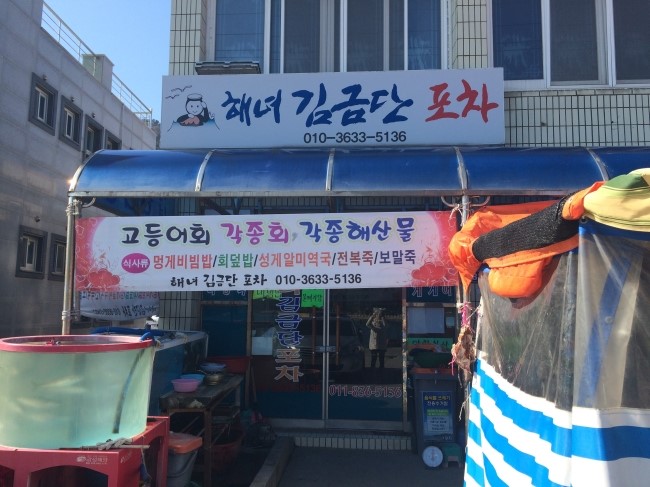 해녀 김금단 포차
010-3633-5136
고등어회 각종회, 각종해산물
식사류 멍게비빔밥/회덮밥/성게알미역국/전복죽/보말죽
해녀 김금단 포차 010-3633-5136
김금단포차